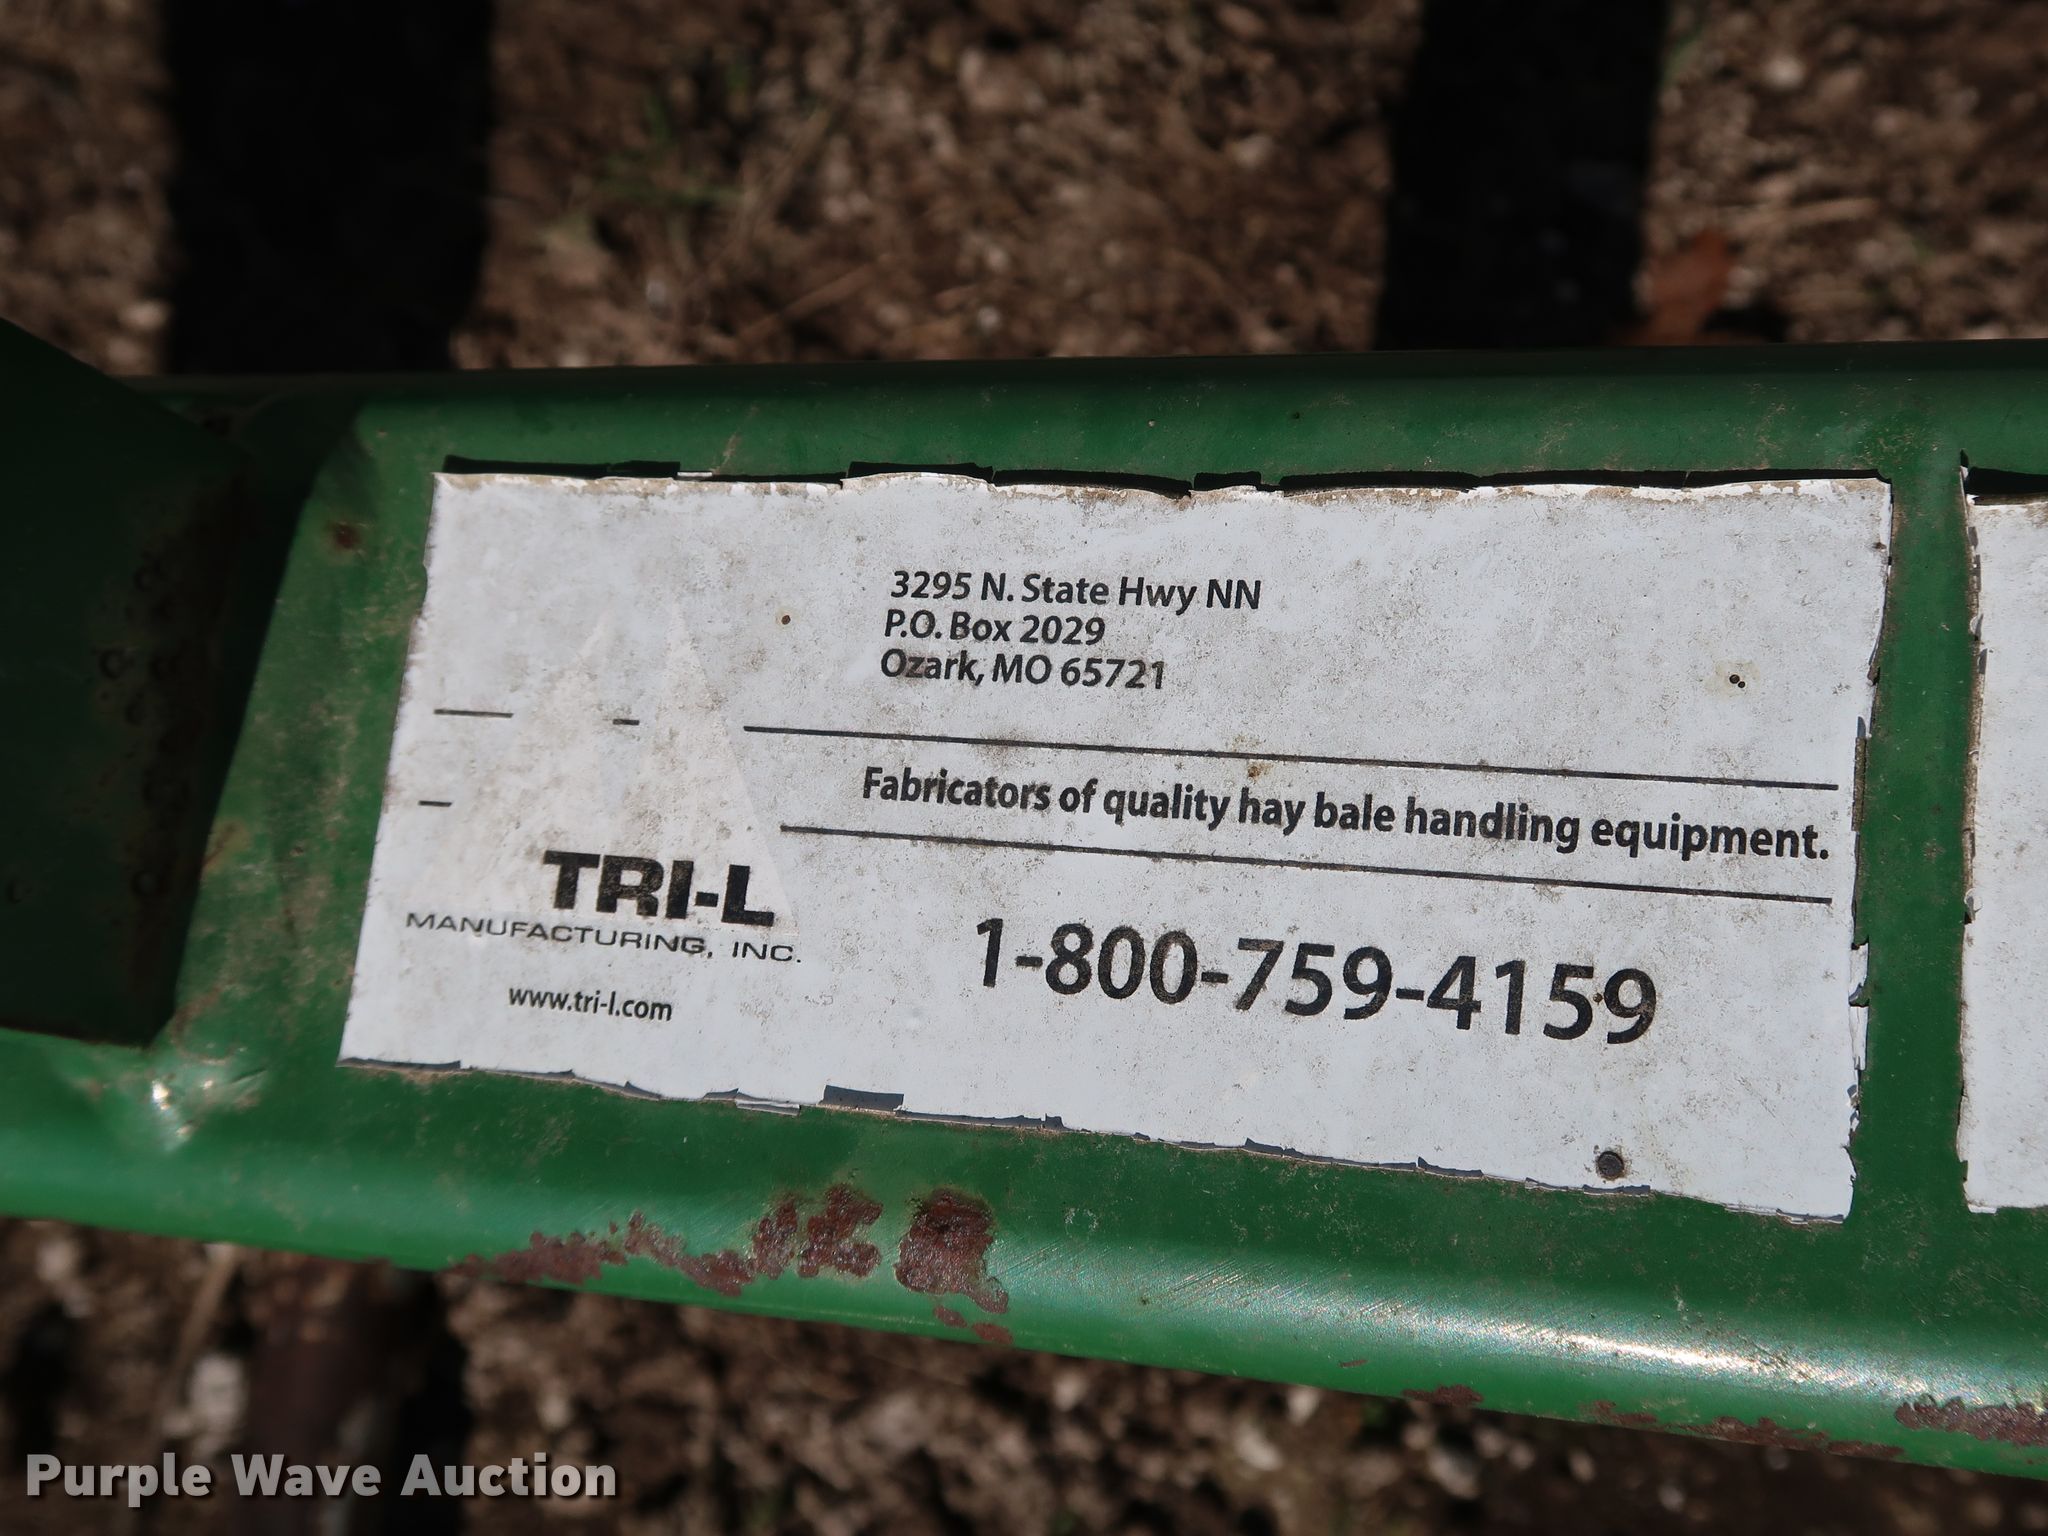 3295 N. State Hwy NN
P.O. Box 2029
Ozark, MO 65721
Fabricators of quality hay bale handling equipment.
TRI-L
MANUFACTURING, INC.
www.tri-l.com
1-800-759-4159
Purple Wave Auction